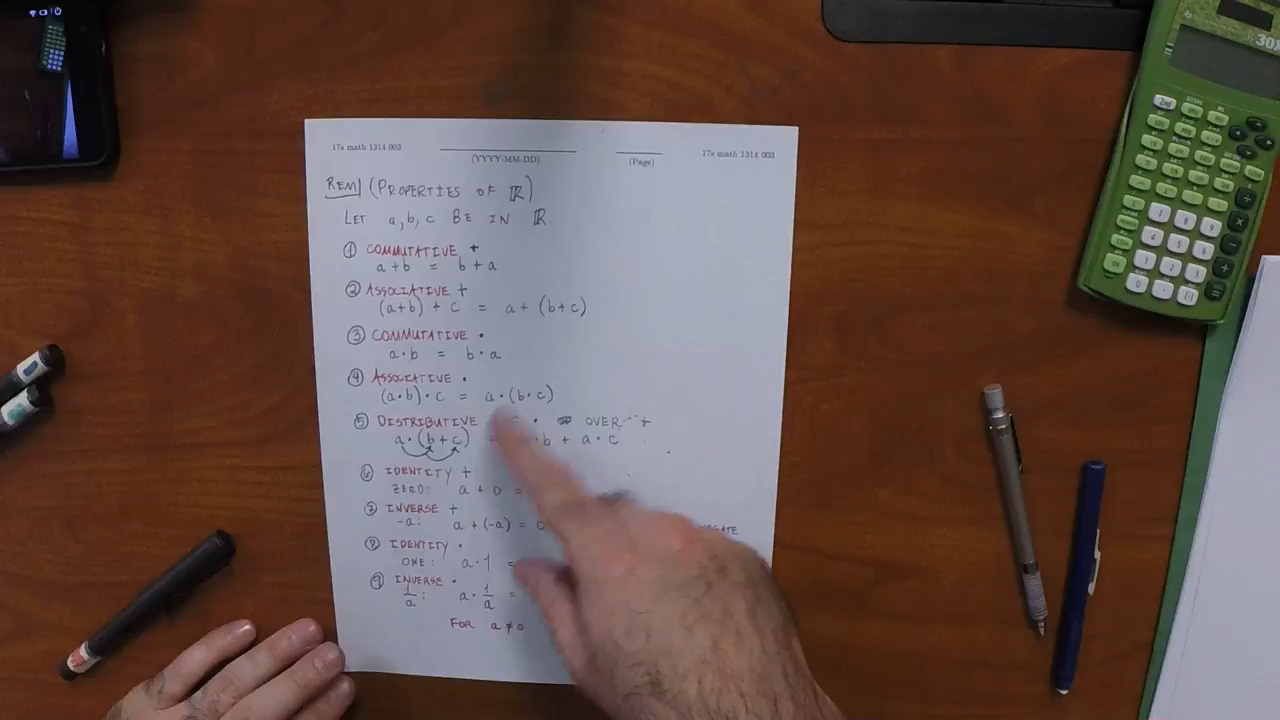 17s math 1314 003
(YYYY-MM-DD)
(Page)
17s math 1314 003
REM (PROPERTIES OF ℝ)
LET a, b, c BE IN ℝ
① COMMUTATIVE +
a+b = b+a
② ASSOCIATIVE +
(a+b) + c = a + (b+c)
③ COMMUTATIVE •
a·b = b·a
④ ASSOCIATIVE •
(a·b)·c = a·(b·c)
⑤ DISTRIBUTIVE • OVER +
a·(b+c) ·b + a·c
⑥ IDENTITY +
ZERO: a + 0 =
⑦ INVERSE +
-a: a + (-a) = 0
⑧ IDENTITY •
ONE: a·1 =
⑨ INVERSE •
1/a: a · 1/a =
FOR a ≠ 0
30X